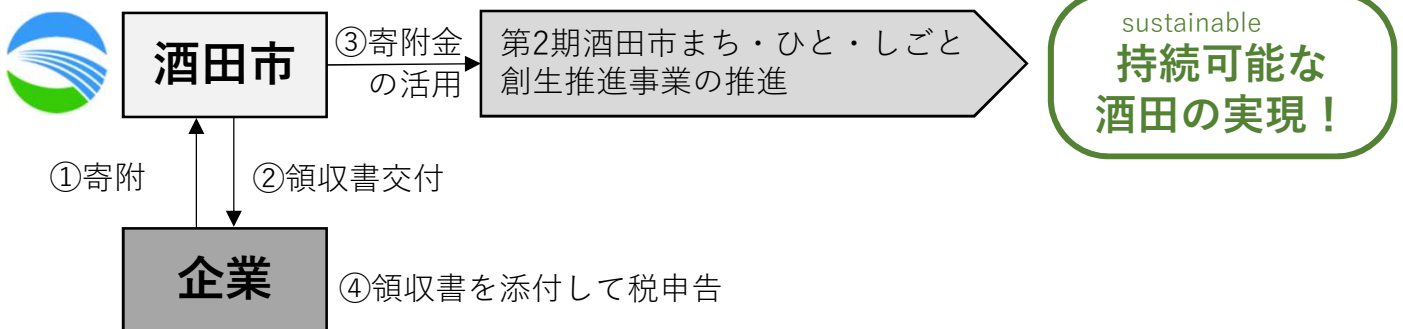 酒田市
③寄附金
の活用
第2期酒田市まち・ひと・しごと
創生推進事業の推進
sustainable
持続可能な
酒田の実現！
①寄附
②領収書交付
企業
④領収書を添付して税申告